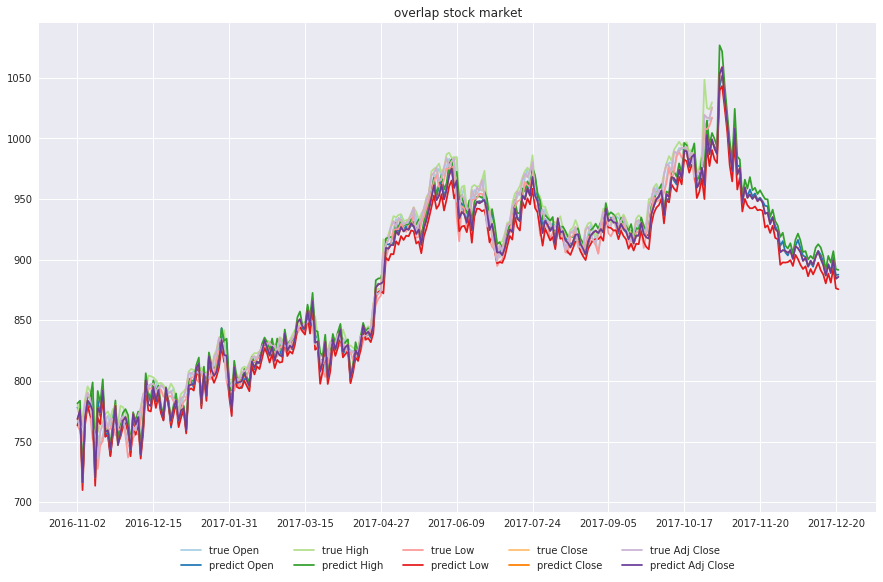 overlap stock market
1050
1000
950
900
850
800
750
700
2016-11-02 2016-12-15 2017-01-31 2017-03-15 2017-04-27 2017-06-09 2017-07-24 2017-09-05 2017-10-17 2017-11-20 2017-12-20
true Open true High true Low true Close true Adj Close
predict Open predict High predict Low predict Close predict Adj Close